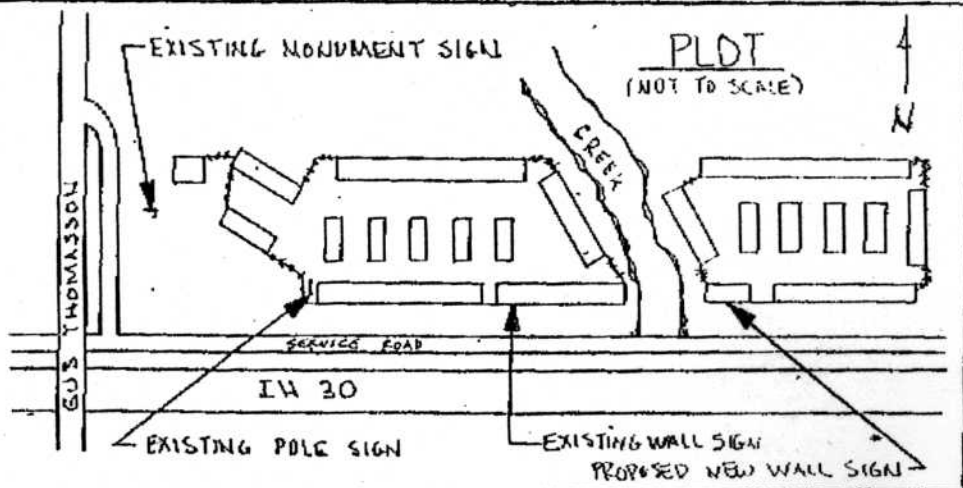 EXISTING MONUMENT SIGN
PLOT
(NOT TO SCALE)
N
CREEK
GUS THOMASSON
SERVICE ROAD
IH 30
EXISTING POLE SIGN
EXISTING WALL SIGN
PROPOSED NEW WALL SIGN